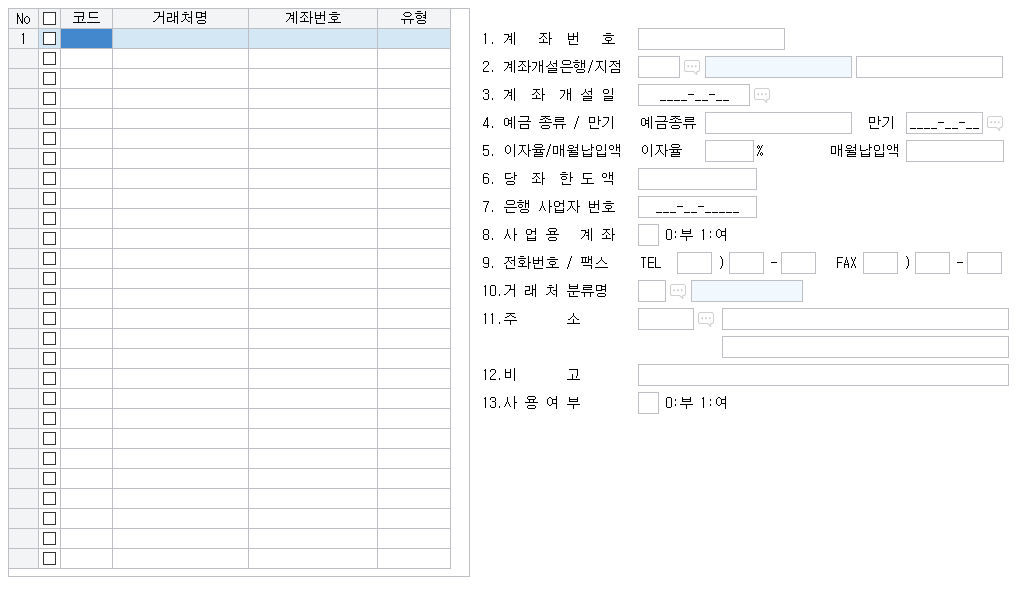 No 코드 거래처명 계좌번호 유형
1
1. 계 좌 번 호
2. 계좌개설은행/지점
3. 계 좌 개 설 일 ____-__-__
4. 예금 종류 / 만기 예금종류 만기 ____-__-__
5. 이자율/매월납입액 이자율 % 매월납입액
6. 당 좌 한 도 액
7. 은행 사업자 번호 ___-__-_____
8. 사 업 용 계 좌 0:부 1:여
9. 전화번호 / 팩스 TEL ) - FAX ) -
10.거 래 처 분류명
11.주 소
12.비 고
13.사 용 여 부 0:부 1:여